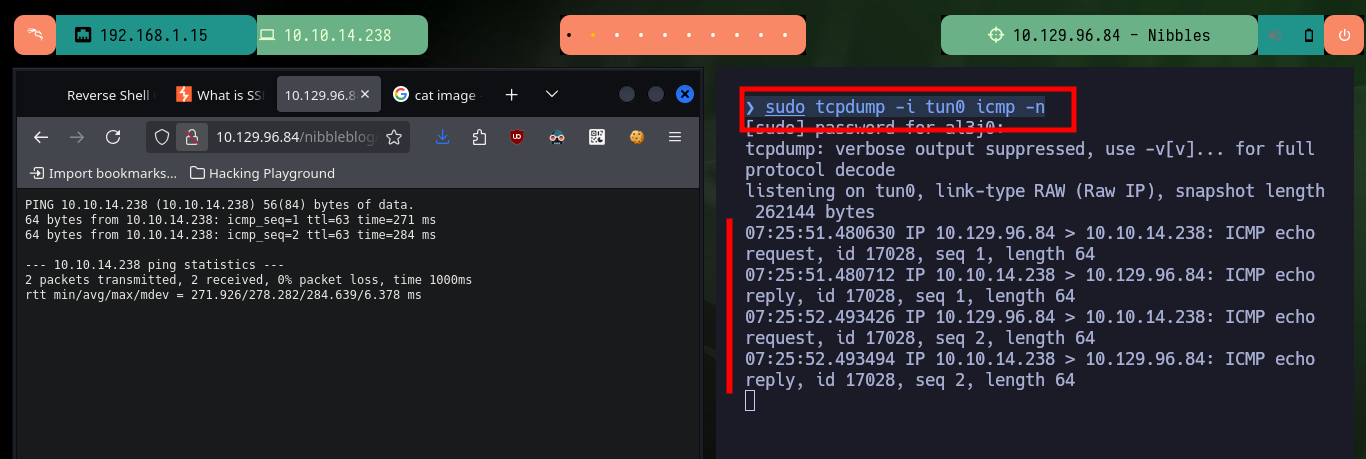 192.168.1.15
10.10.14.238
10.129.96.84 - Nibbles
Reverse Shell
What is SS
10.129.96.8
cat image
10.129.96.84/nibbleblog
Import bookmarks...
Hacking Playground
PING 10.10.14.238 (10.10.14.238) 56(84) bytes of data.
64 bytes from 10.10.14.238: icmp_seq=1 ttl=63 time=271 ms
64 bytes from 10.10.14.238: icmp_seq=2 ttl=63 time=284 ms
--- 10.10.14.238 ping statistics ---
2 packets transmitted, 2 received, 0% packet loss, time 1000ms
rtt min/avg/max/mdev = 271.926/278.282/284.639/6.378 ms
❯ sudo tcpdump -i tun0 icmp -n
[sudo] password for al3j0:
tcpdump: verbose output suppressed, use -v[v]... for full
protocol decode
listening on tun0, link-type RAW (Raw IP), snapshot length
262144 bytes
07:25:51.480630 IP 10.129.96.84 > 10.10.14.238: ICMP echo
request, id 17028, seq 1, length 64
07:25:51.480712 IP 10.10.14.238 > 10.129.96.84: ICMP echo
reply, id 17028, seq 1, length 64
07:25:52.493426 IP 10.129.96.84 > 10.10.14.238: ICMP echo
request, id 17028, seq 2, length 64
07:25:52.493494 IP 10.10.14.238 > 10.129.96.84: ICMP echo
reply, id 17028, seq 2, length 64